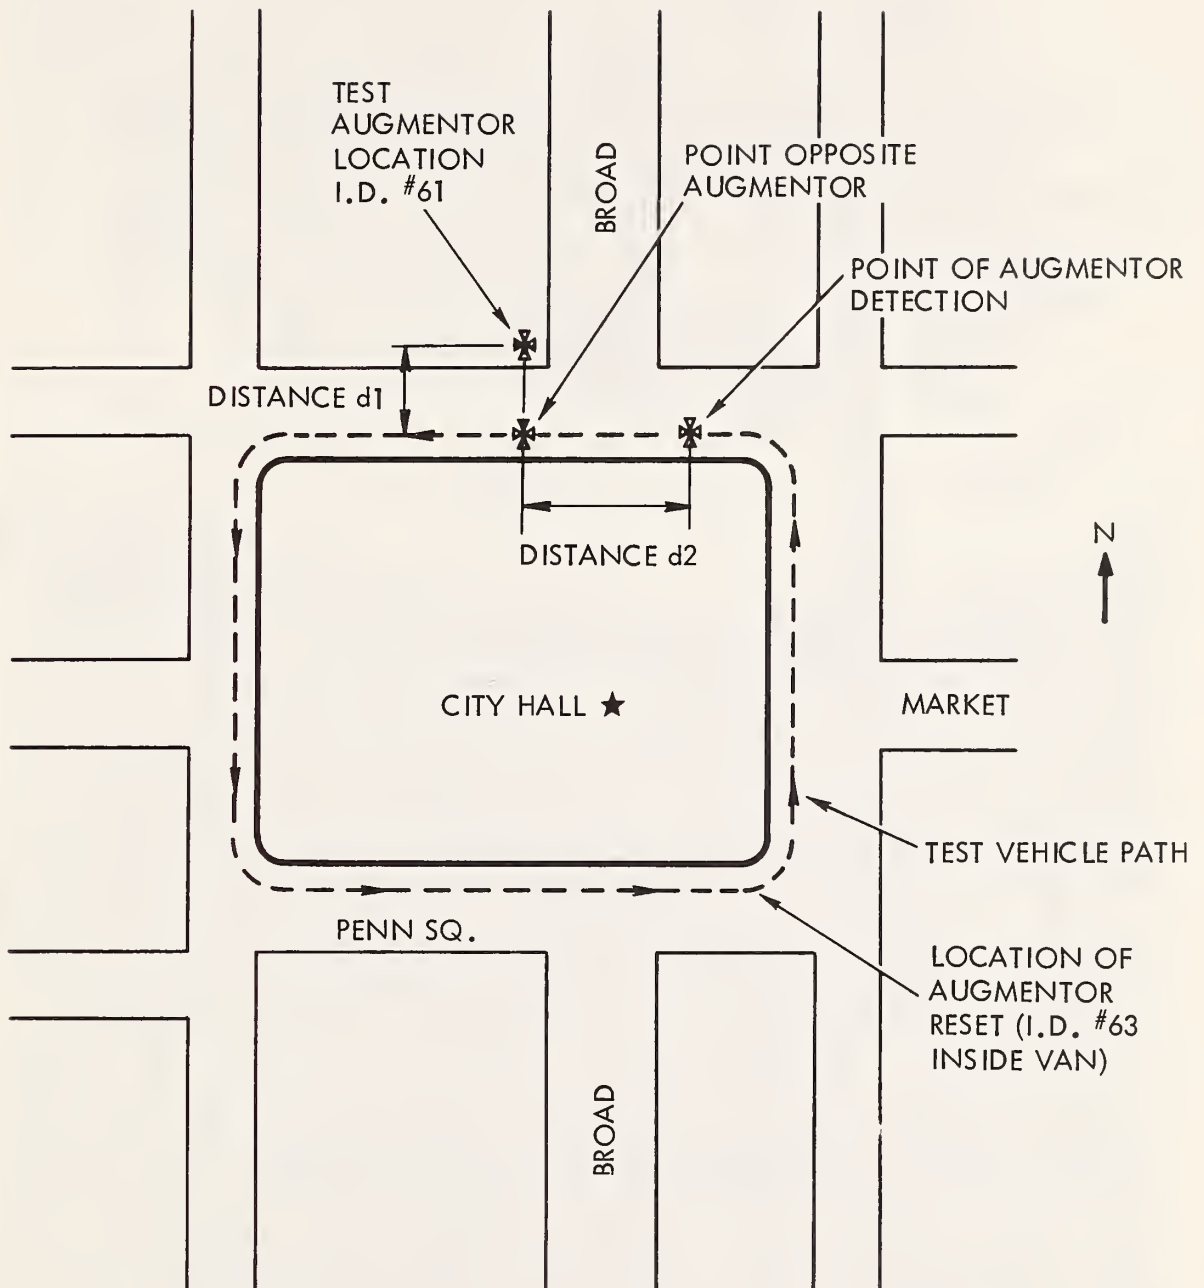 TEST
AUGMENTOR
LOCATION
I.D. #61
BROAD
POINT OPPOSITE
AUGMENTOR
POINT OF AUGMENTOR
DETECTION
DISTANCE d1
DISTANCE d2
N
CITY HALL
MARKET
TEST VEHICLE PATH
PENN SQ.
LOCATION OF
AUGMENTOR
RESET (I.D. #63
INSIDE VAN)
BROAD